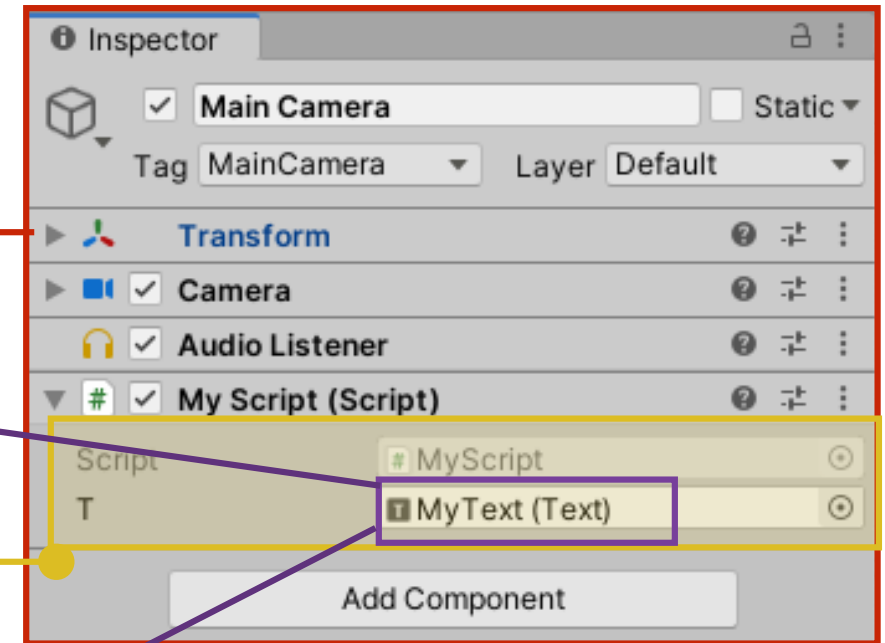 Inspector
Main Camera Static
Tag MainCamera Layer Default
Transform
Camera
Audio Listener
# My Script (Script)
Script # MyScript
T T MyText (Text)
Add Component